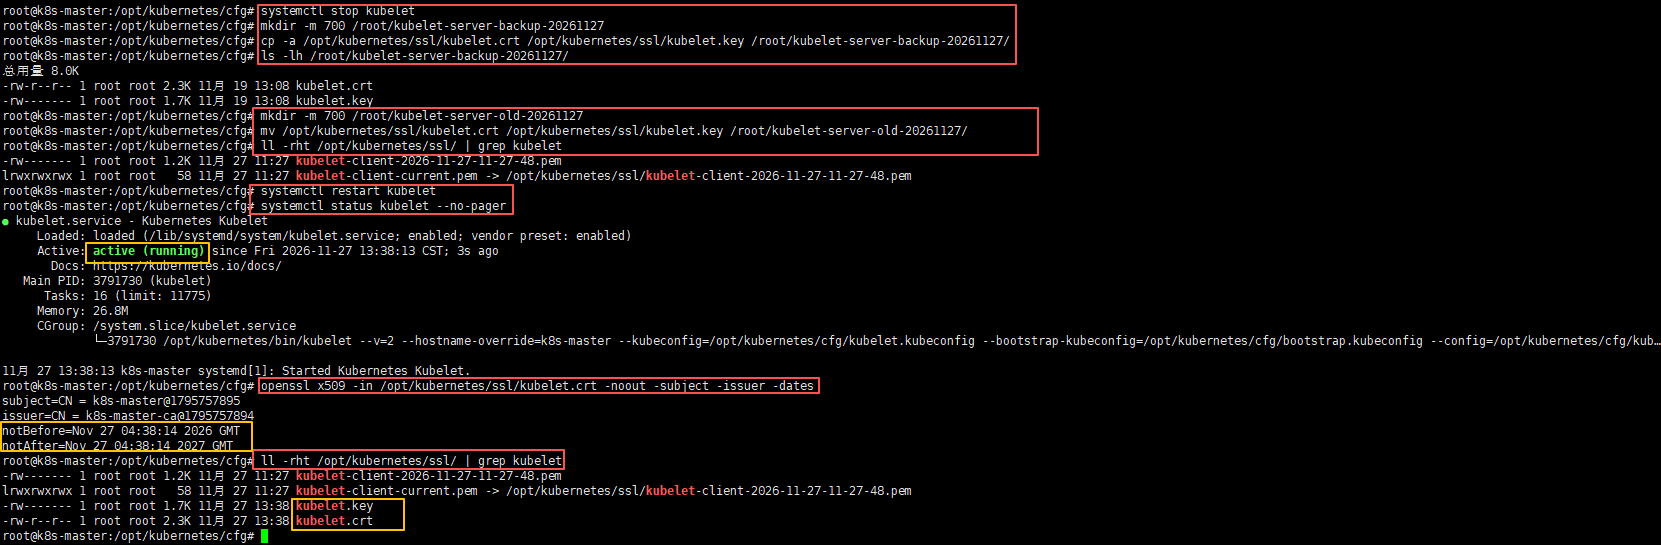 root@k8s-master:/opt/kubernetes/cfg# systemctl stop kubelet
root@k8s-master:/opt/kubernetes/cfg# mkdir -m 700 /root/kubelet-server-backup-20261127
root@k8s-master:/opt/kubernetes/cfg# cp -a /opt/kubernetes/ssl/kubelet.crt /opt/kubernetes/ssl/kubelet.key /root/kubelet-server-backup-20261127/
root@k8s-master:/opt/kubernetes/cfg# ls -lh /root/kubelet-server-backup-20261127/
总用量 8.0K
-rw-r--r-- 1 root root 2.3K 11月 19 13:08 kubelet.crt
-rw------- 1 root root 1.7K 11月 19 13:08 kubelet.key
root@k8s-master:/opt/kubernetes/cfg# mkdir -m 700 /root/kubelet-server-old-20261127
root@k8s-master:/opt/kubernetes/cfg# mv /opt/kubernetes/ssl/kubelet.crt /opt/kubernetes/ssl/kubelet.key /root/kubelet-server-old-20261127/
root@k8s-master:/opt/kubernetes/cfg# ll -rht /opt/kubernetes/ssl/ | grep kubelet
-rw------- 1 root root 1.2K 11月 27 11:27 kubelet-client-2026-11-27-11-27-48.pem
lrwxrwxrwx 1 root root   58 11月 27 11:27 kubelet-client-current.pem -> /opt/kubernetes/ssl/kubelet-client-2026-11-27-11-27-48.pem
root@k8s-master:/opt/kubernetes/cfg# systemctl restart kubelet
root@k8s-master:/opt/kubernetes/cfg# systemctl status kubelet --no-pager
● kubelet.service - Kubernetes Kubelet
Loaded: loaded (/lib/systemd/system/kubelet.service; enabled; vendor preset: enabled)
Active: active (running) since Fri 2026-11-27 13:38:13 CST; 3s ago
Docs: https://kubernetes.io/docs/
Main PID: 3791730 (kubelet)
Tasks: 16 (limit: 11775)
Memory: 26.8M
CGroup: /system.slice/kubelet.service
└─3791730 /opt/kubernetes/bin/kubelet --v=2 --hostname-override=k8s-master --kubeconfig=/opt/kubernetes/cfg/kubelet.kubeconfig --bootstrap-kubeconfig=/opt/kubernetes/cfg/bootstrap.kubeconfig --config=/opt/kubernetes/cfg/kub…
11月 27 13:38:13 k8s-master systemd[1]: Started Kubernetes Kubelet.
root@k8s-master:/opt/kubernetes/cfg# openssl x509 -in /opt/kubernetes/ssl/kubelet.crt -noout -subject -issuer -dates
subject=CN = k8s-master@1795757895
issuer=CN = k8s-master-ca@1795757894
notBefore=Nov 27 04:38:14 2026 GMT
notAfter=Nov 27 04:38:14 2027 GMT
root@k8s-master:/opt/kubernetes/cfg# ll -rht /opt/kubernetes/ssl/ | grep kubelet
-rw------- 1 root root 1.2K 11月 27 11:27 kubelet-client-2026-11-27-11-27-48.pem
lrwxrwxrwx 1 root root   58 11月 27 11:27 kubelet-client-current.pem -> /opt/kubernetes/ssl/kubelet-client-2026-11-27-11-27-48.pem
-rw------- 1 root root 1.7K 11月 27 13:38 kubelet.key
-rw-r--r-- 1 root root 2.3K 11月 27 13:38 kubelet.crt
root@k8s-master:/opt/kubernetes/cfg#